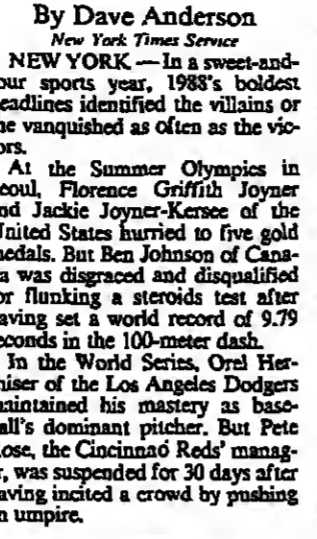 By Dave Anderson
New York Times Service
NEW YORK — In a sweet-and-
our sports year, 1988's boldest
eadlines identified the villains or
he vanquished as often as the vic-
ors.
At the Summer Olympics in
eoul, Florence Griffith Joyner
nd Jackie Joyner-Kersee of the
United States hurried to five gold
medals. But Ben Johnson of Cana-
a was disgraced and disqualified
or flunking a steroids test after
aving set a world record of 9.79
econds in the 100-meter dash.
In the World Series, Orel Her-
hiser of the Los Angeles Dodgers
maintained his mastery as base-
all's dominant pitcher. But Pete
Rose, the Cincinnati Reds' manag-
r, was suspended for 30 days after
aving incited a crowd by pushing
n umpire.